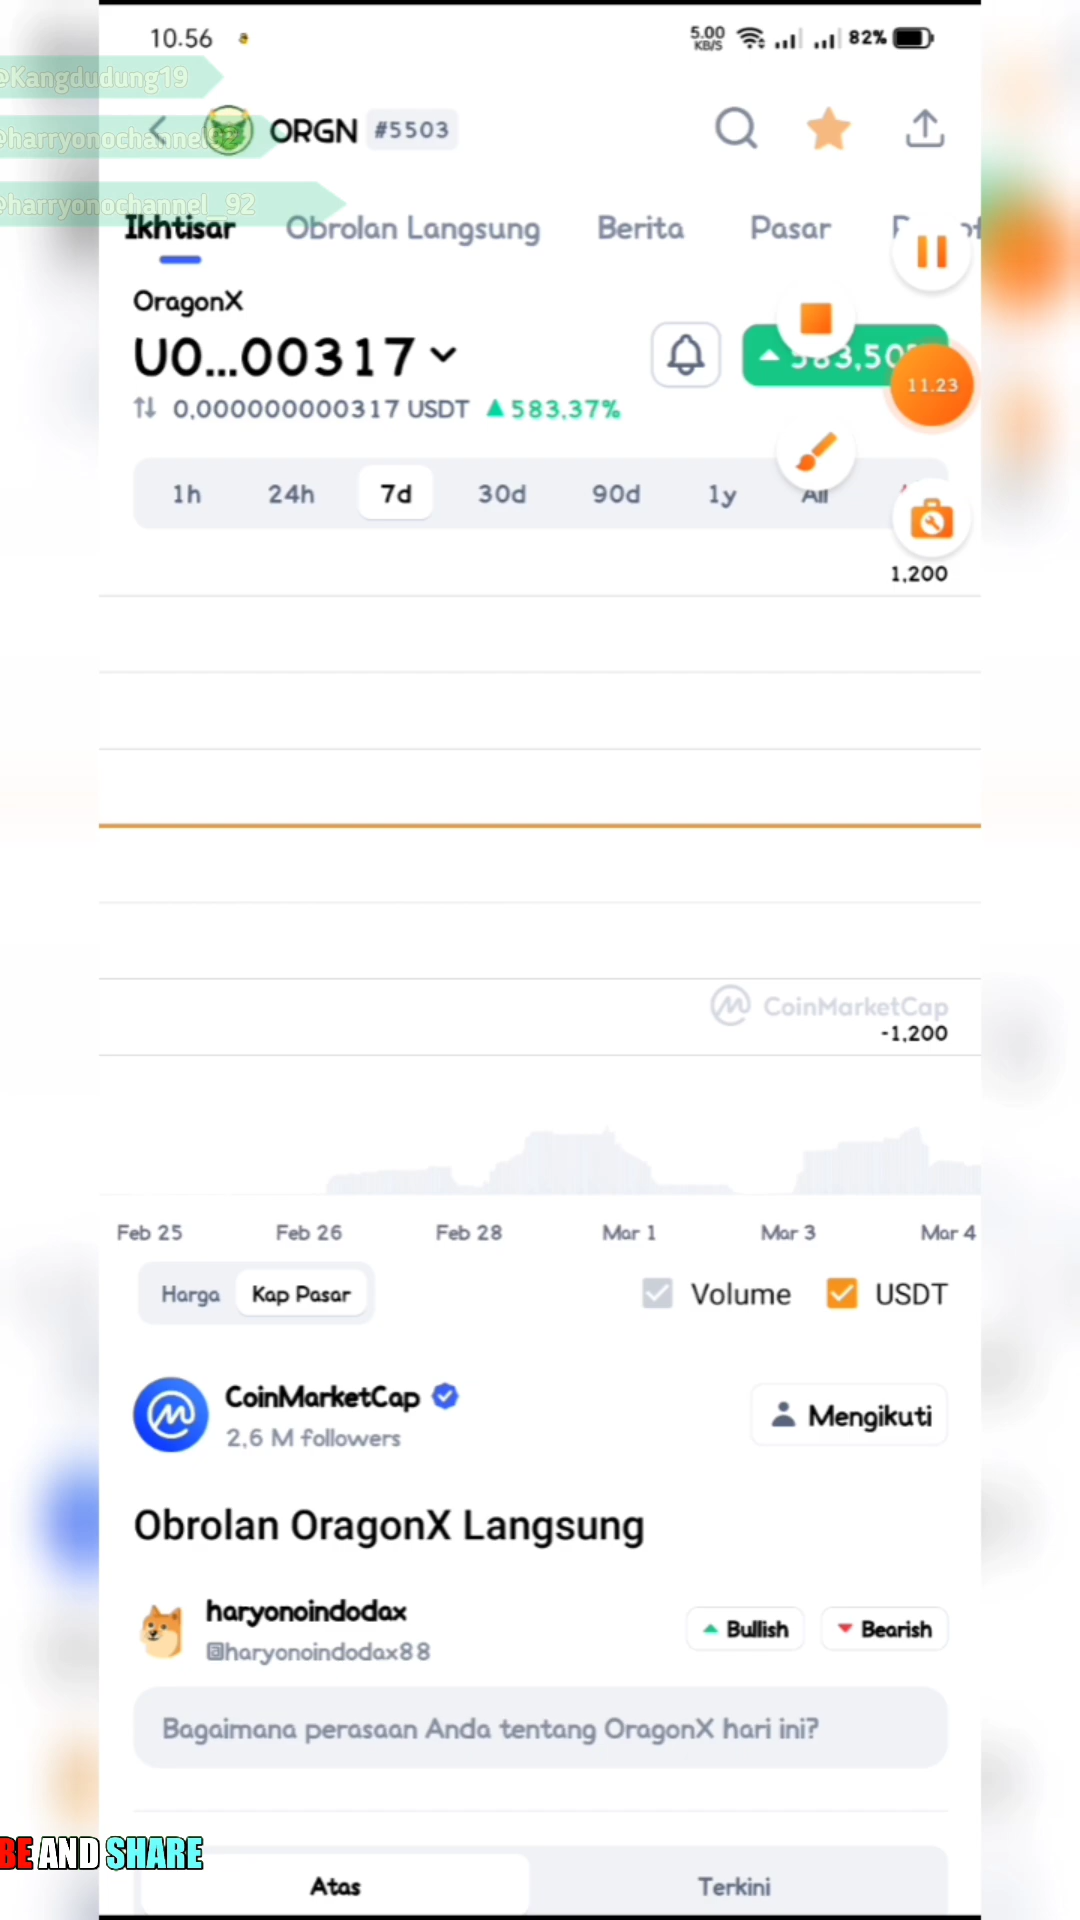 10.56
5.00 KB/S
82%
@Kangdudung19
@harryonochannel
@harryonochannel_92
ORGN #5503
Ikhtisar Obrolan Langsung Berita Pasar
OragonX
U0...00317
583,50%
11.23
0,000000000317 USDT 583,37%
1h 24h 7d 30d 90d 1y All
1,200
CoinMarketCap
-1,200
Feb 25 Feb 26 Feb 28 Mar 1 Mar 3 Mar 4
Harga Kap Pasar Volume USDT
CoinMarketCap
2,6 M followers
Mengikuti
Obrolan OragonX Langsung
haryonoindodax
@haryonoindodax88
Bullish Bearish
Bagaimana perasaan Anda tentang OragonX hari ini?
BE AND SHARE
Atas Terkini